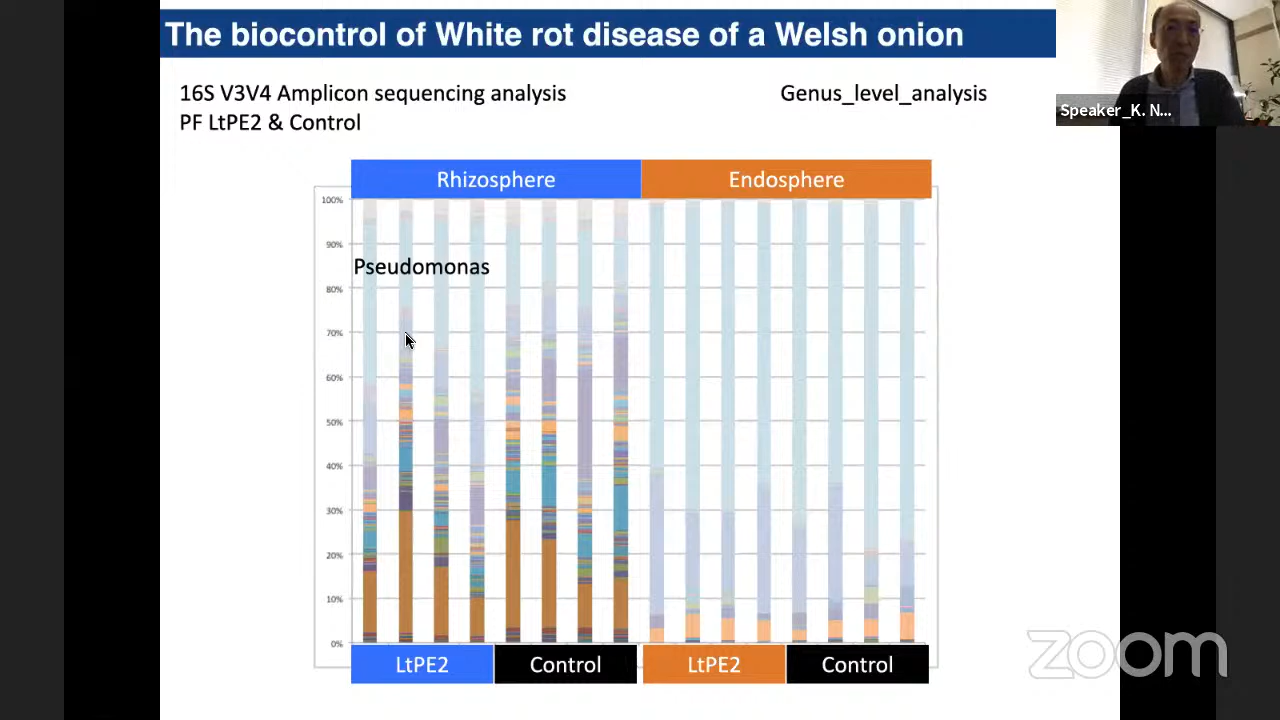 The biocontrol of White rot disease of a Welsh onion
Speaker_K. N...
16S V3V4 Amplicon sequencing analysis
Genus_level_analysis
PF LtPE2 & Control
Rhizosphere
Endosphere
100%
90%
Pseudomonas
80%
70%
60%
50%
40%
30%
20%
10%
0%
LtPE2
Control
LtPE2
Control
zoom